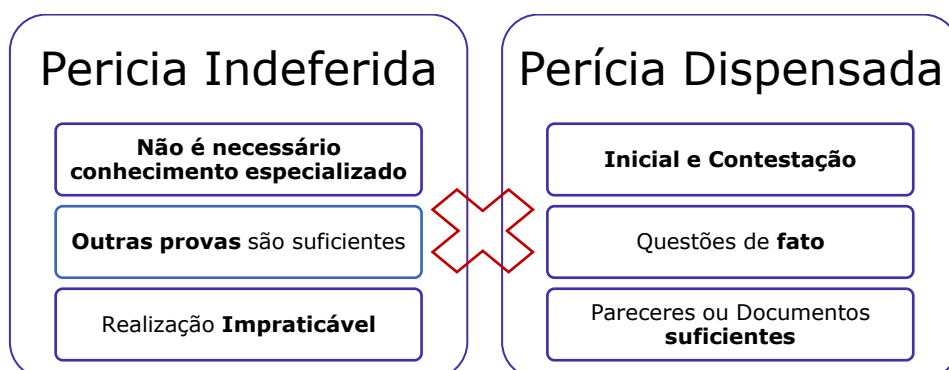 Pericia Indeferida
Não é necessário
conhecimento especializado
Outras provas são suficientes
Realização Impraticável
Perícia Dispensada
Inicial e Contestação
Questões de fato
Pareceres ou Documentos
suficientes